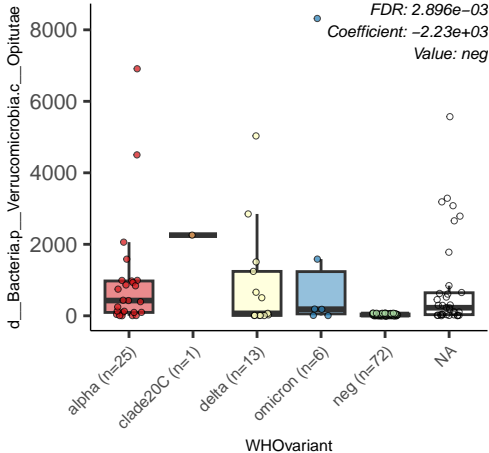 FDR: 2.896e−03
Coefficient: −2.23e+03
Value: neg
d__Bacteria.p__Verrucomicrobia.c__Opitutae
8000
6000
4000
2000
0
alpha (n=25)
clade20C (n=1)
delta (n=13)
omicron (n=6)
neg (n=72)
NA
WHOvariant